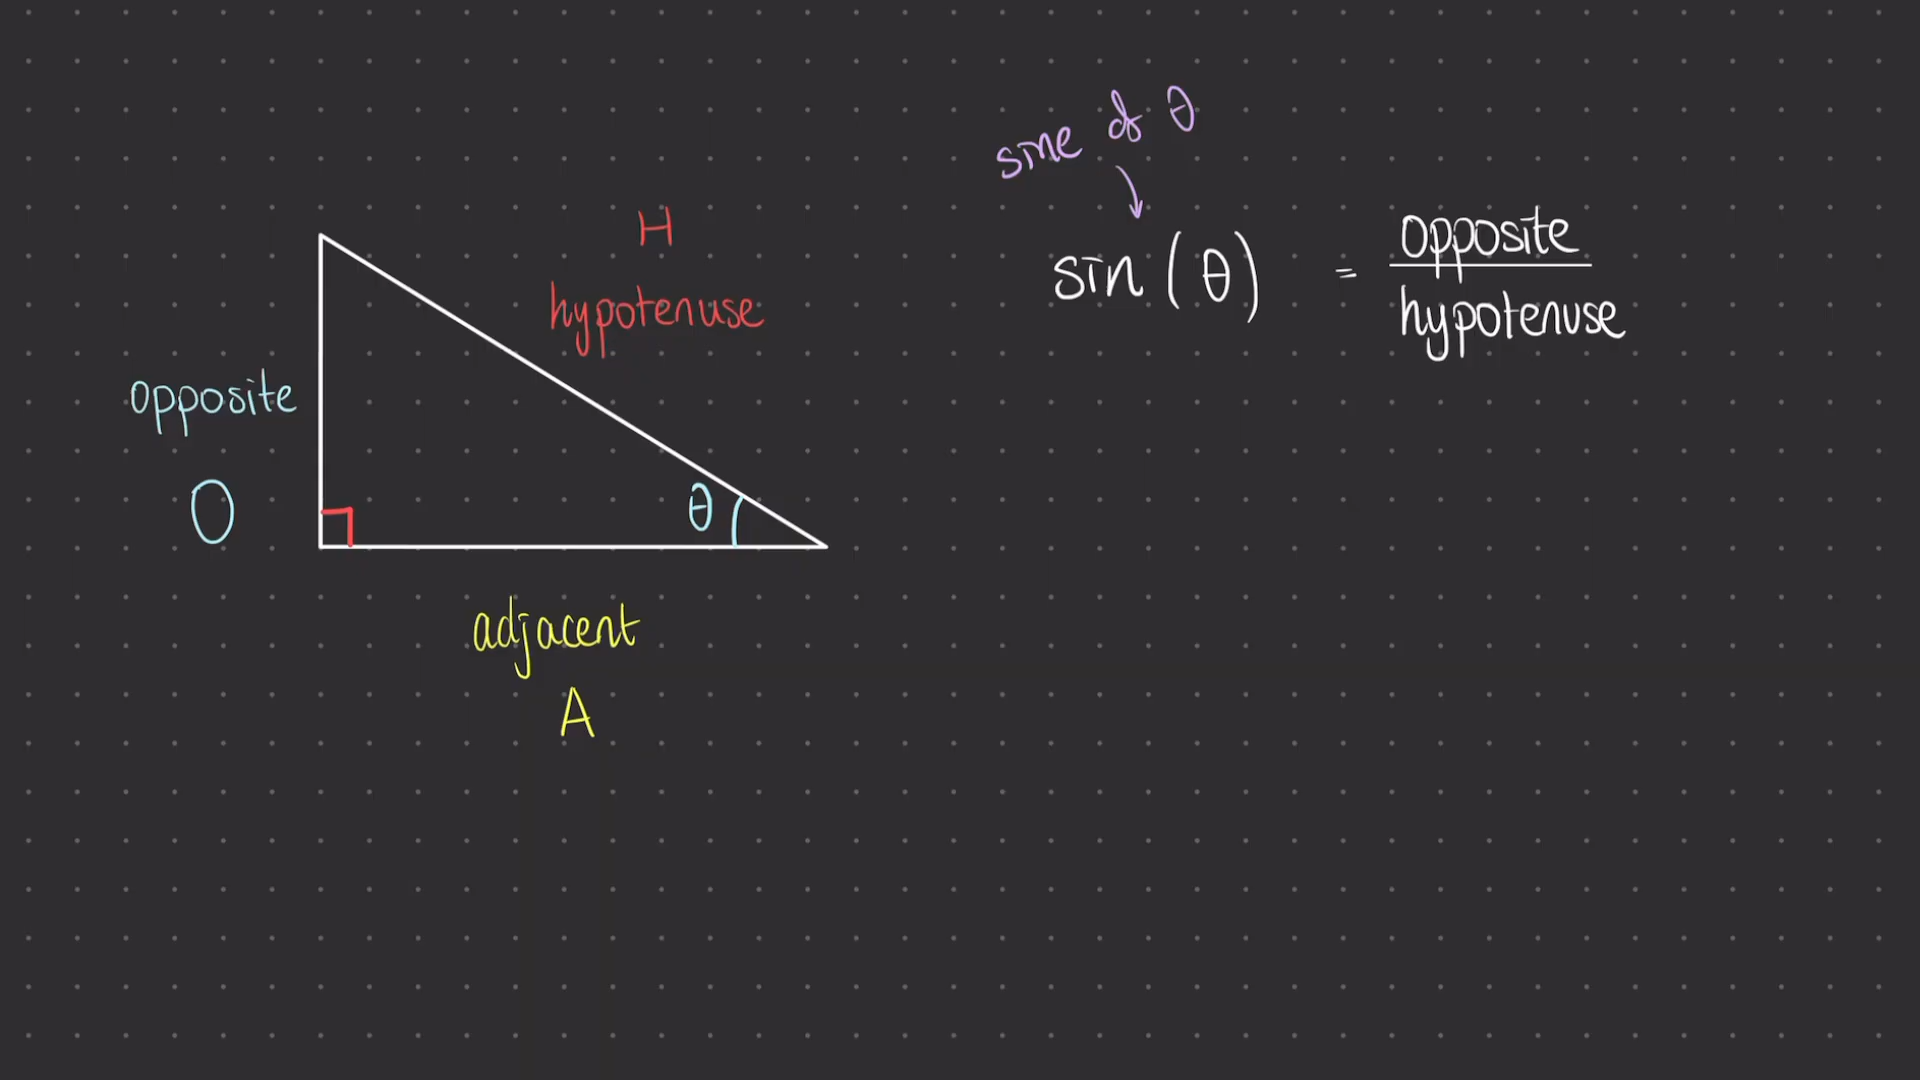 sine of θ
sin (θ) = opposite
hypotenuse
H
hypotenuse
opposite
O
θ
adjacent
A